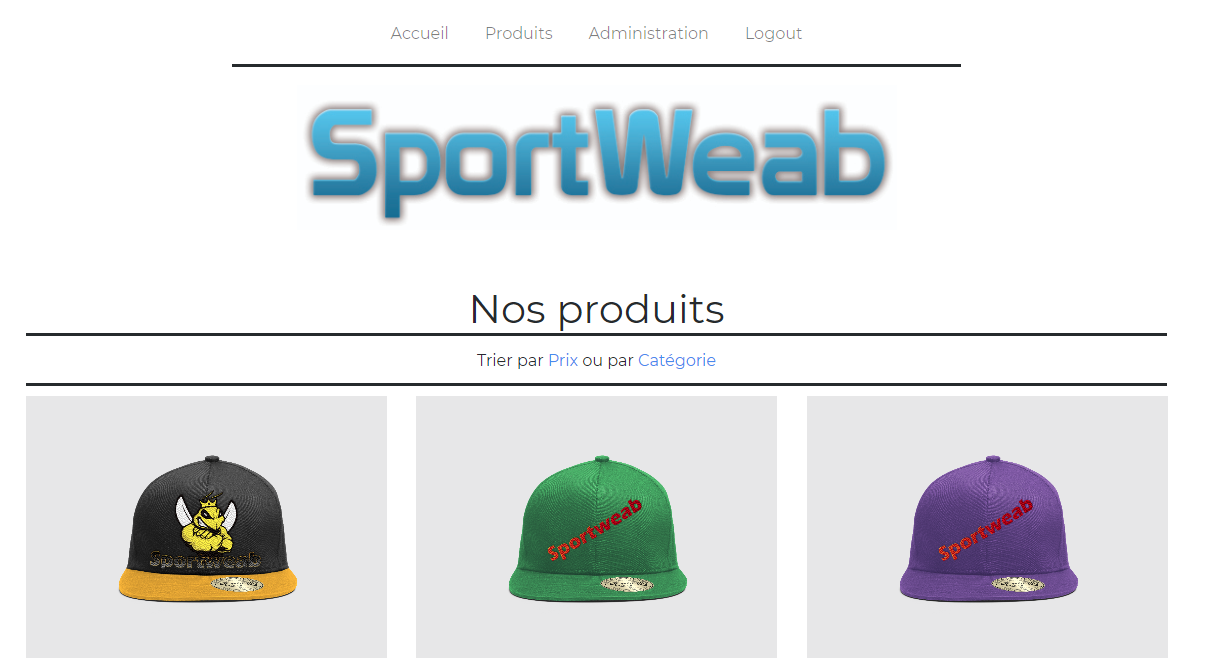 Accueil Produits Administration Logout
SportWeab
Nos produits
Trier par Prix ou par Catégorie
Sportweab
Sportweab
Sportweab